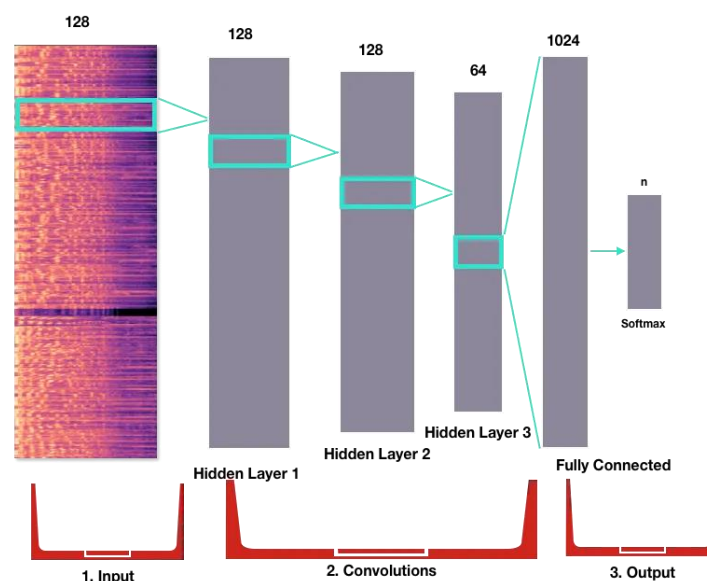 128
128
128
64
1024
n
Softmax
Hidden Layer 1
Hidden Layer 2
Hidden Layer 3
Fully Connected
1. Input
2. Convolutions
3. Output